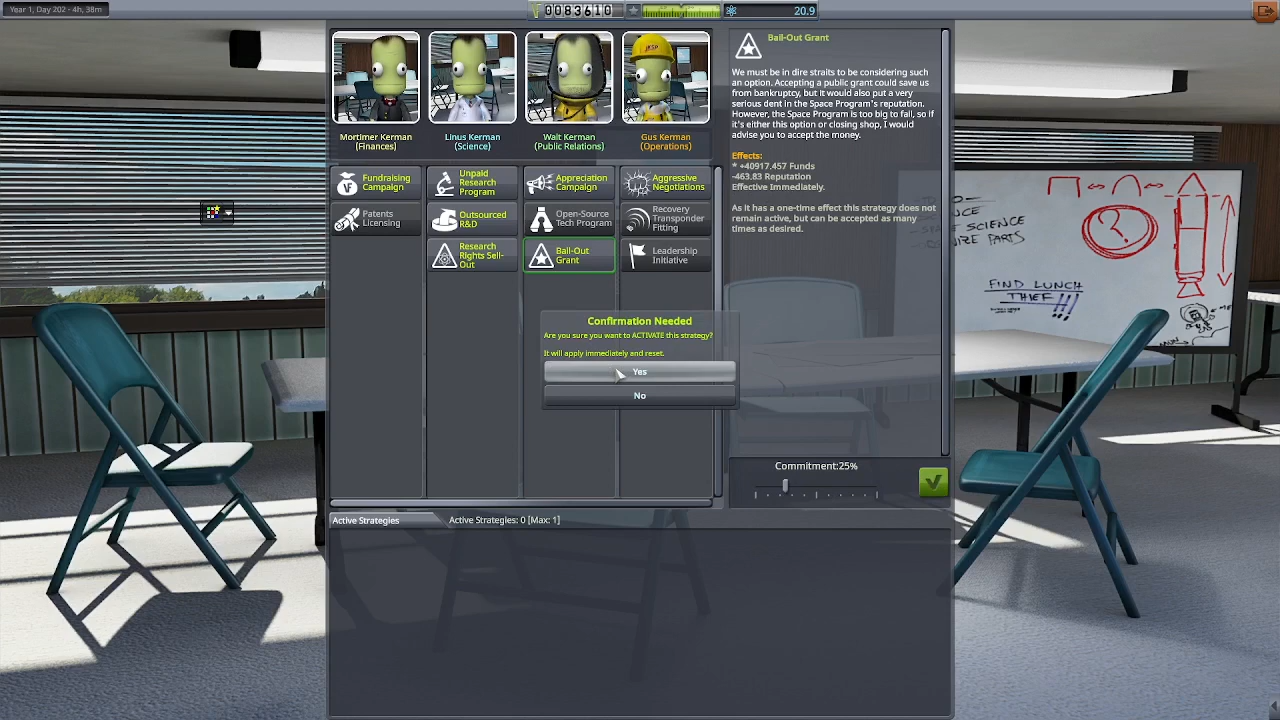 Year 1, Day 202 - 4h, 38m
0083610
20.9
Mortimer Kerman
(Finances)
Linus Kerman
(Science)
Walt Kerman
(Public Relations)
Gus Kerman
(Operations)
Fundraising
Campaign
Patents
Licensing
Unpaid
Research
Program
Outsourced
R&D
Research
Rights Sell-
Out
Appreciation
Campaign
Open-Source
Tech Program
Bail-Out
Grant
Aggressive
Negotiations
Recovery
Transponder
Fitting
Leadership
Initiative
Bail-Out Grant
We must be in dire straits to be considering such
an option. Accepting a public grant could save us
from bankruptcy, but it would also put a very
serious dent in the Space Program's reputation.
However, the Space Program is too big to fail, so if
it's either this option or closing shop, I would
advise you to accept the money.
Effects:
* +40917,457 Funds
-463.83 Reputation
Effective Immediately.
As it has a one-time effect this strategy does not
remain active, but can be accepted as many
times as desired.
Confirmation Needed
Are you sure you want to ACTIVATE this strategy?
It will apply immediately and reset.
Yes
No
Commitment:25%
Active Strategies
Active Strategies: 0 [Max: 1]
SCIENCE
PARTS
?
FIND LUNCH
THIEF!!!